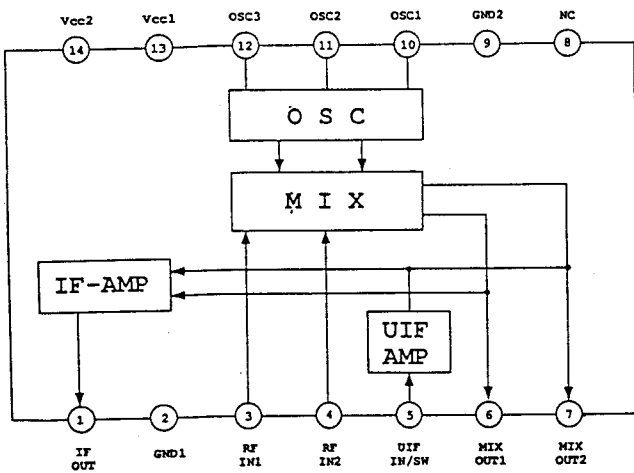 Vcc2 Vcc1 OSC3 OSC2 OSC1 GND2 NC
14 13 12 11 10 9 8
O S C
M I X
IF-AMP
UIF
AMP
1 2 3 4 5 6 7
IF
OUT
GND1
RF
IN1
RF
IN2
UIF
IN/SW
MIX
OUT1
MIX
OUT2